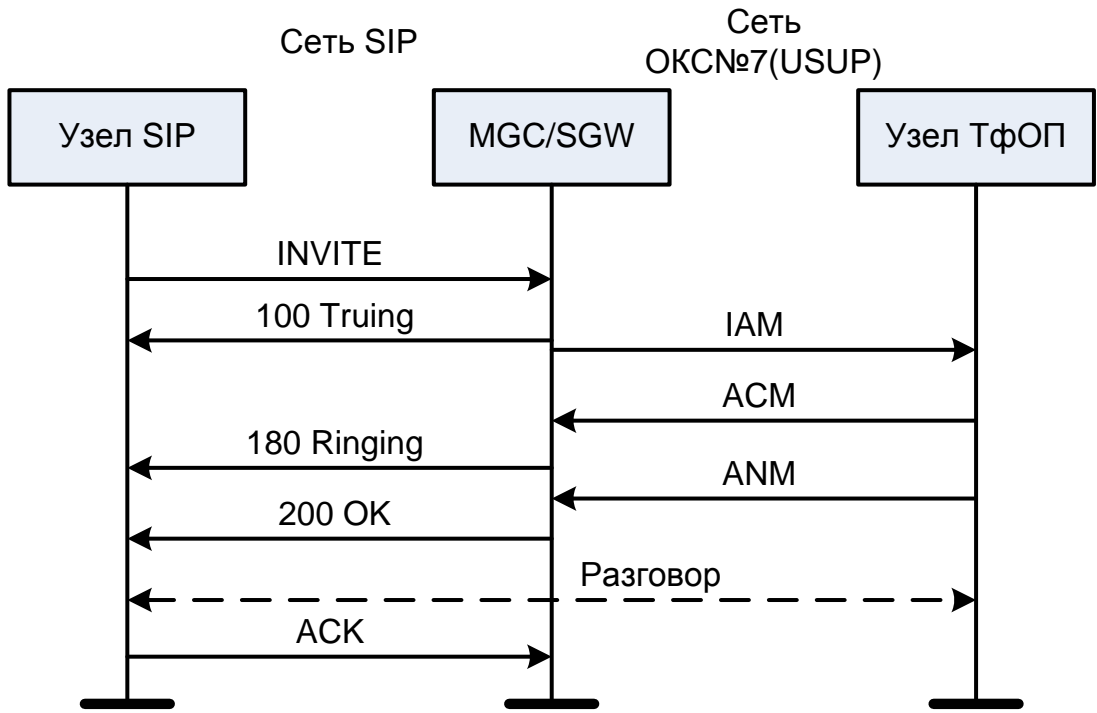 Сеть SIP
Сеть
ОКС№7(USUP)
Узел SIP
MGC/SGW
Узел ТфОП
INVITE
100 Truing
IAM
ACM
180 Ringing
ANM
200 OK
Разговор
ACK